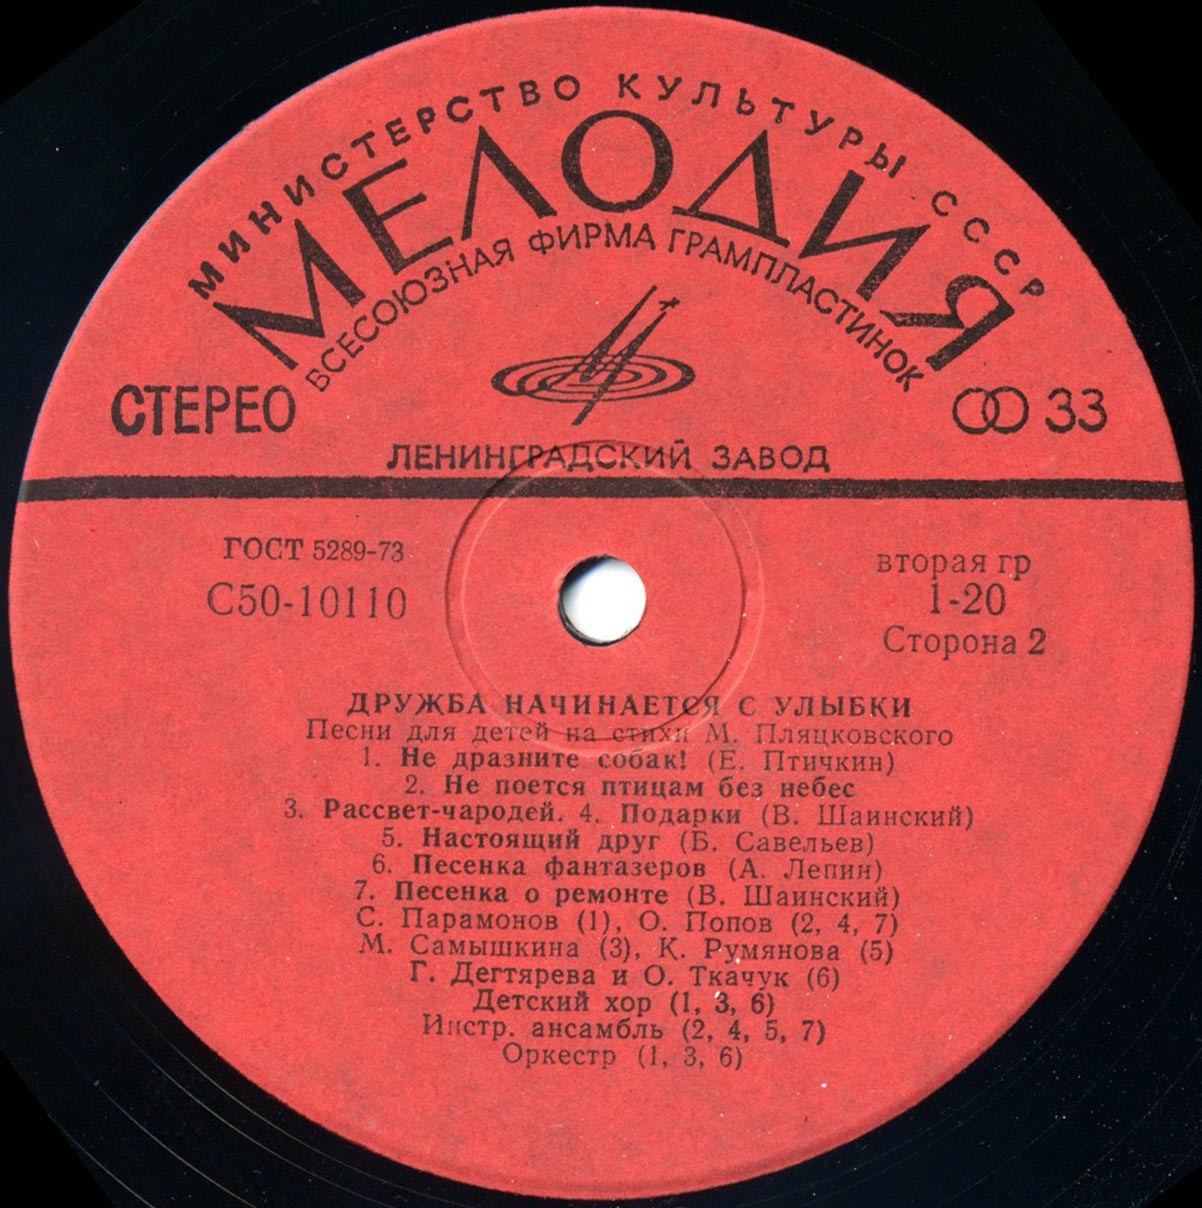 МИНИСТЕРСТВО КУЛЬТУРЫ СССР
МЕЛОДИЯ
ВСЕСОЮЗНАЯ ФИРМА ГРАМПЛАСТИНОК
СТЕРЕО
33
ЛЕНИНГРАДСКИЙ ЗАВОД
ГОСТ 5289-73
С50-10110
вторая гр
1-20
Сторона 2
ДРУЖБА НАЧИНАЕТСЯ С УЛЫБКИ
Песни для детей на стихи М. Пляцковского
1. Не дразните собак! (Е. Птичкин)
2. Не поется птицам без небес
3. Рассвет-чародей. 4. Подарки (В. Шаинский)
5. Настоящий друг (Б. Савельев)
6. Песенка фантазеров (А. Лепин)
7. Песенка о ремонте (В. Шаинский)
С. Парамонов (1), О. Попов (2, 4, 7)
М. Самышкина (3), К. Румянова (5)
Г. Дегтярева и О. Ткачук (6)
Детский хор (1, 3, 6)
Инстр. ансамбль (2, 4, 5, 7)
Оркестр (1, 3, 6)